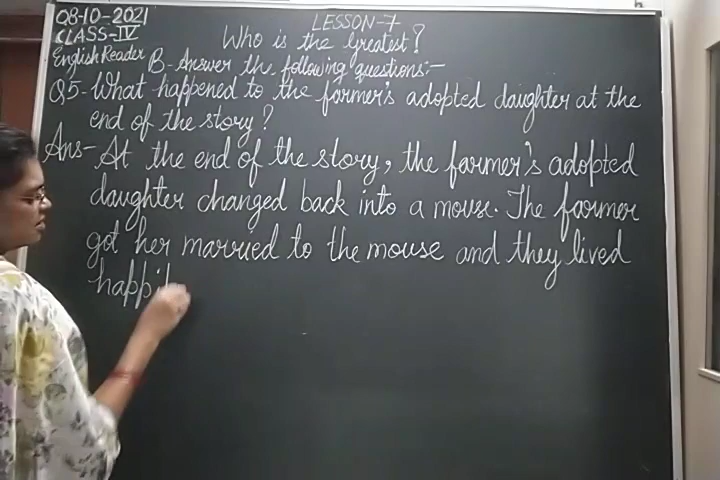 08-10-2021
LESSON-7
CLASS-IV
Who is the Greatest?
English Reader
B-Answer the following questions:-
Q5-What happened to the farmer's adopted daughter at the
end of the story?
Ans-At the end of the story, the farmer's adopted
daughter changed back into a mouse. The farmer
got her married to the mouse and they lived
happil